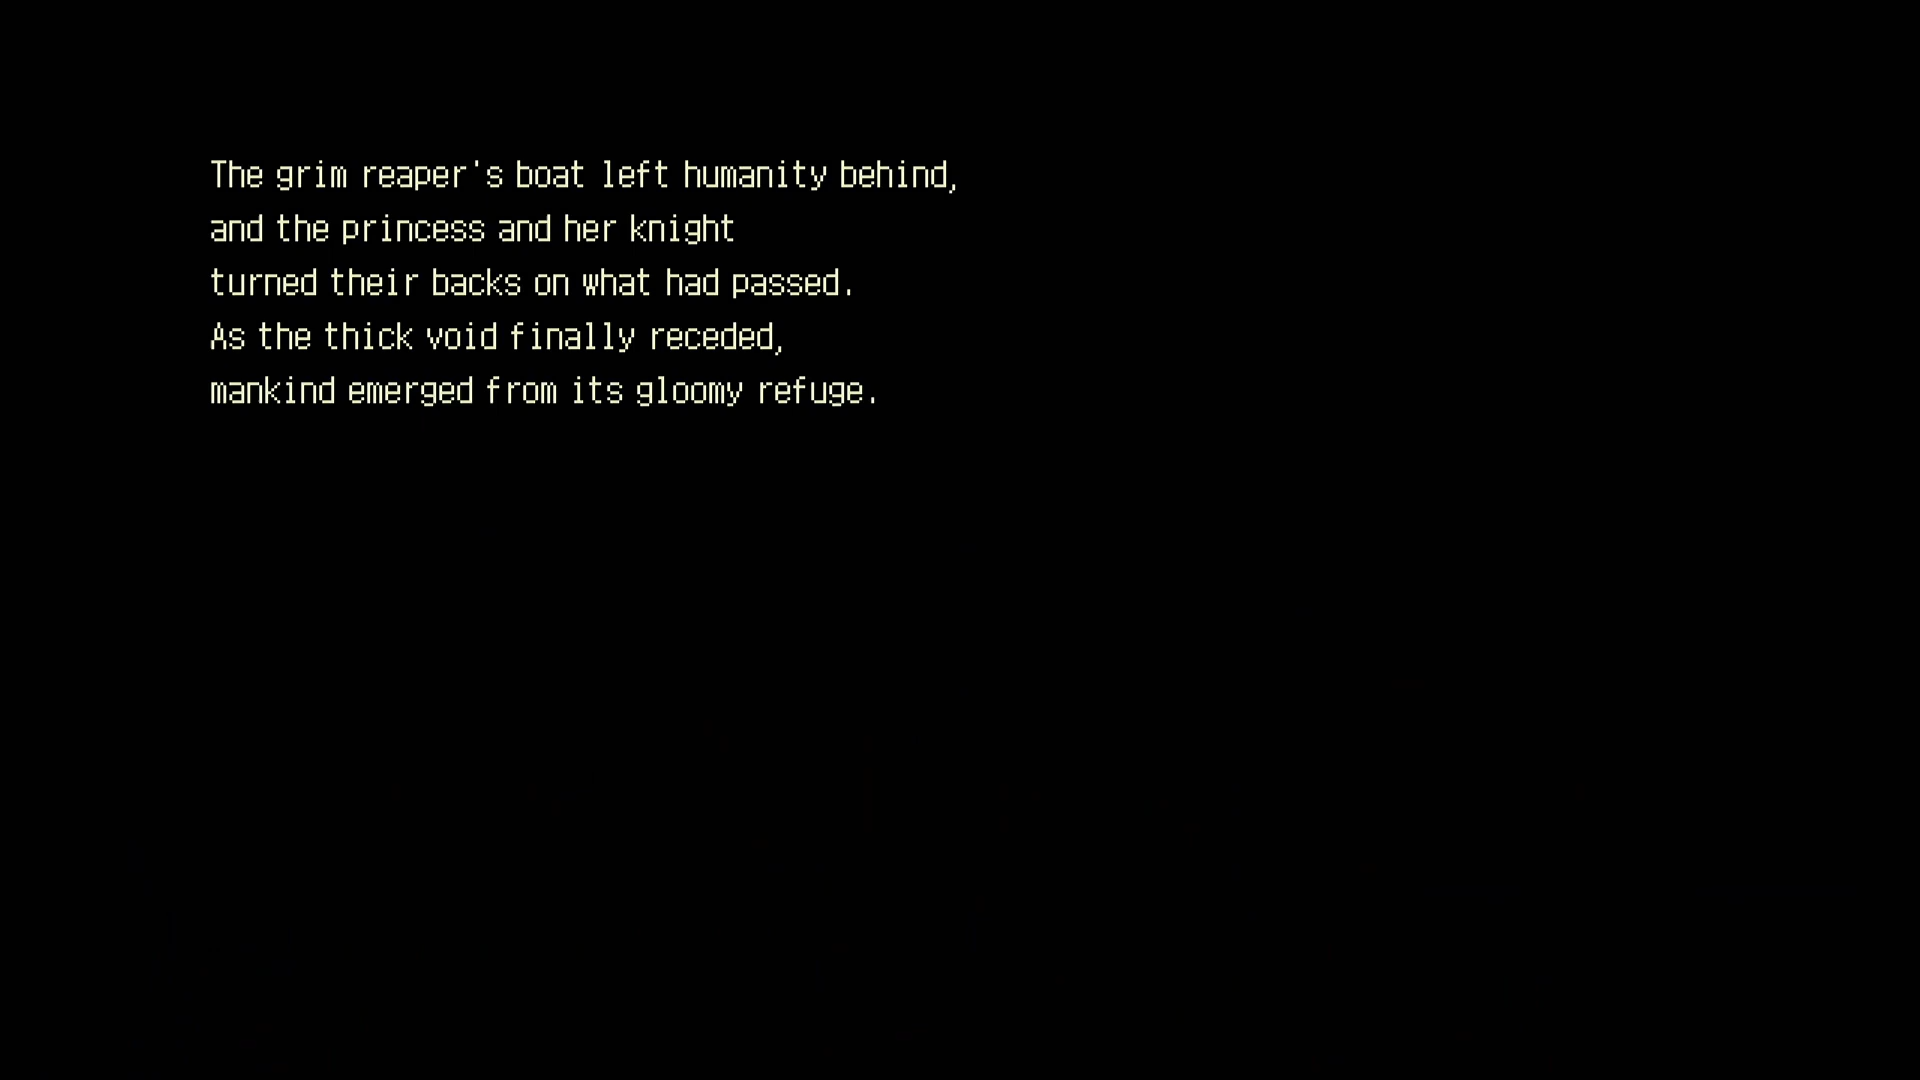 The grim reaper's boat left humanity behind,
and the princess and her knight
turned their backs on what had passed.
As the thick void finally receded,
mankind emerged from its gloomy refuge.